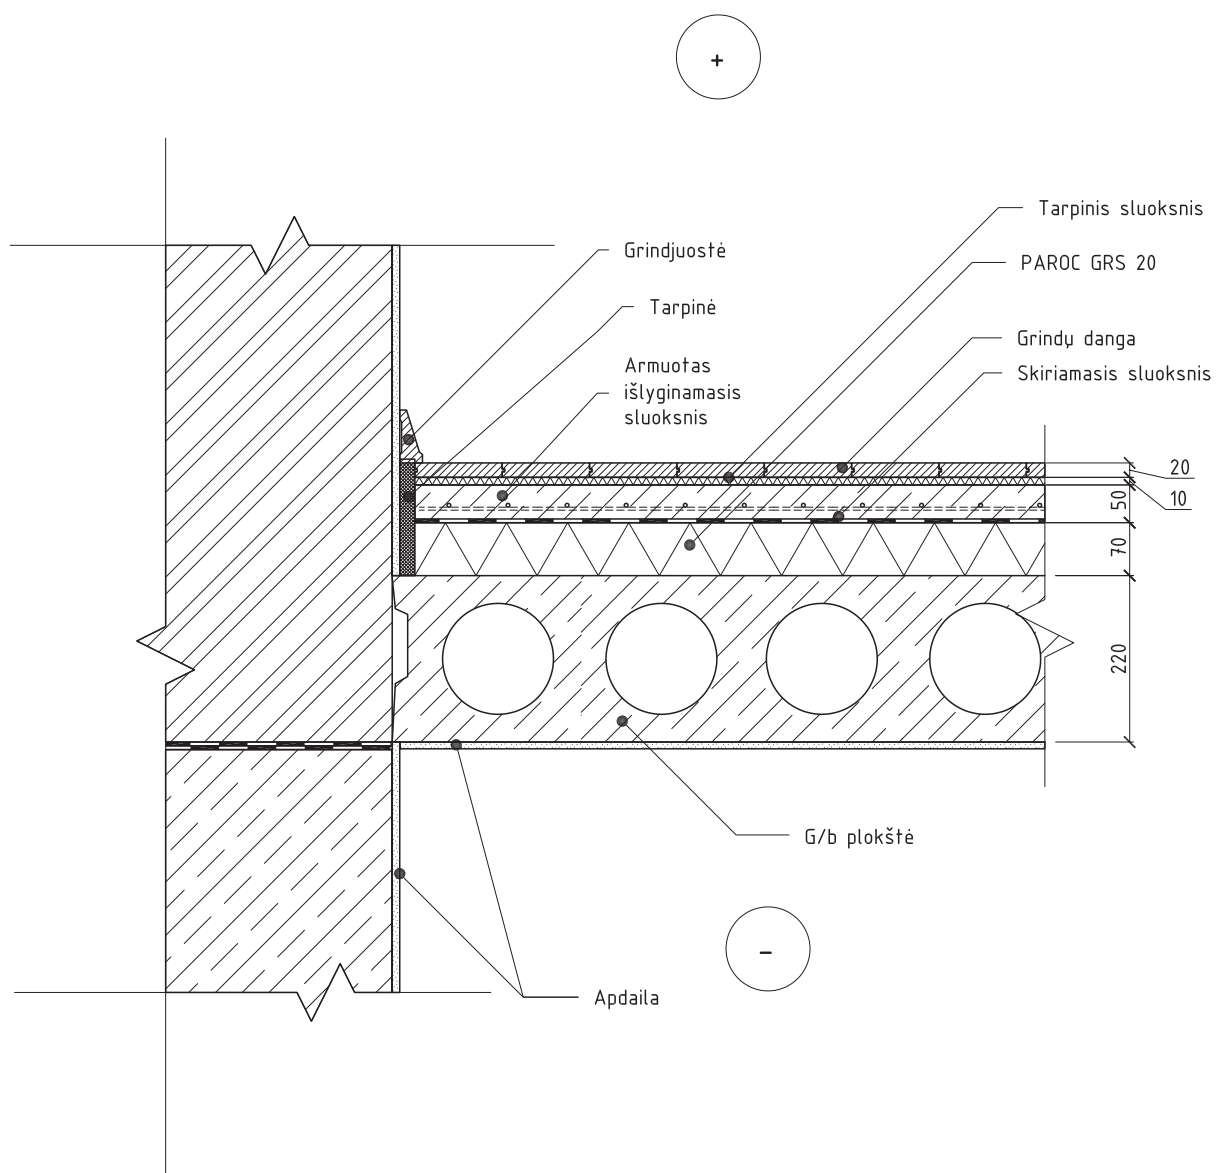 +
Tarpinis sluoksnis
Grindjuostė
PAROC GRS 20
Tarpinė
Grindų danga
Armuotas
išlyginamasis
sluoksnis
Skiriamasis sluoksnis
20
10
50
70
220
G/b plokštė
-
Apdaila